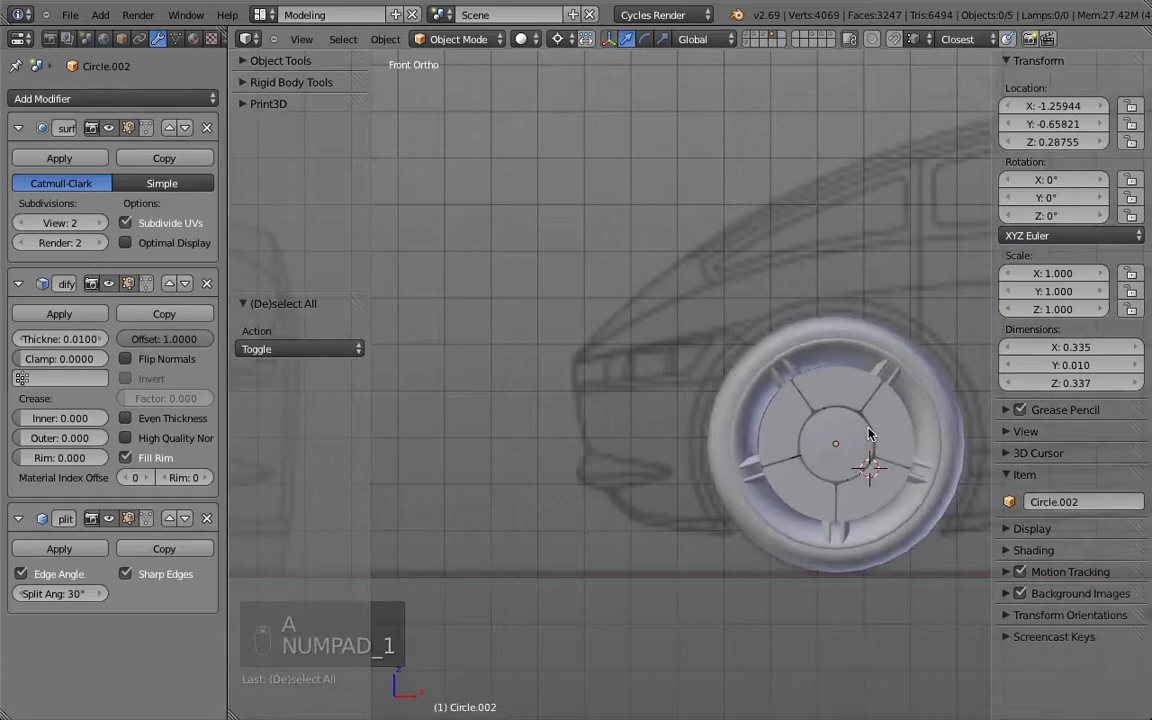 File Add Render Window Help Modeling Scene Cycles Render v2.69 | Verts:4069 | Faces:3247 | Tris:6494 | Objects:0/5 | Lamps:0/0 | Mem:27.42M (4
View Select Object Object Mode Global Closest
Circle.002
Add Modifier
surf
Apply Copy
Catmull-Clark Simple
Subdivisions: Options:
View: 2 Subdivide UVs
Render: 2 Optimal Display
dify
Apply Copy
Thickne: 0.0100 Offset: 1.0000
Clamp: 0.0000 Flip Normals
Invert
Crease: Factor: 0.000
Inner: 0.000 Even Thickness
Outer: 0.000 High Quality Nor
Rim: 0.000 Fill Rim
Material Index Offse 0 Rim: 0
plit
Apply Copy
Edge Angle Sharp Edges
Split Ang: 30°
Object Tools
Rigid Body Tools
Print3D
(De)select All
Action
Toggle
Front Ortho
A
NUMPAD_1
Last: (De)select All
z
x
(1) Circle.002
Transform
Location:
X: -1.25944
Y: -0.65821
Z: 0.28755
Rotation:
X: 0°
Y: 0°
Z: 0°
XYZ Euler
Scale:
X: 1.000
Y: 1.000
Z: 1.000
Dimensions:
X: 0.335
Y: 0.010
Z: 0.337
Grease Pencil
View
3D Cursor
Item
Circle.002
Display
Shading
Motion Tracking
Background Images
Transform Orientations
Screencast Keys